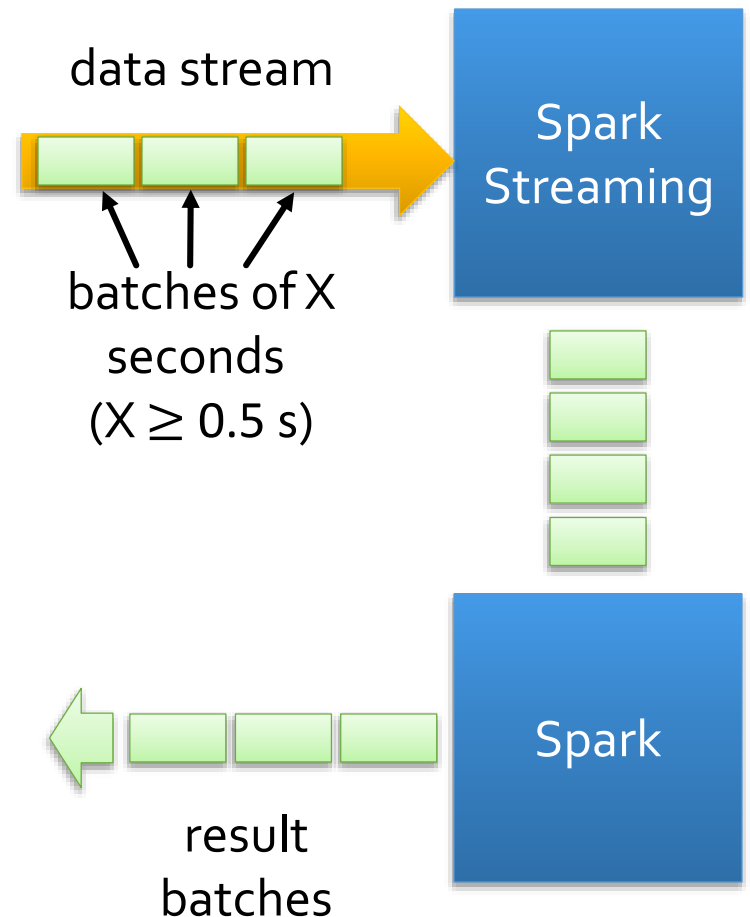 data stream
Spark
Streaming
batches of X
seconds
(X ≥ 0.5 s)
Spark
result
batches